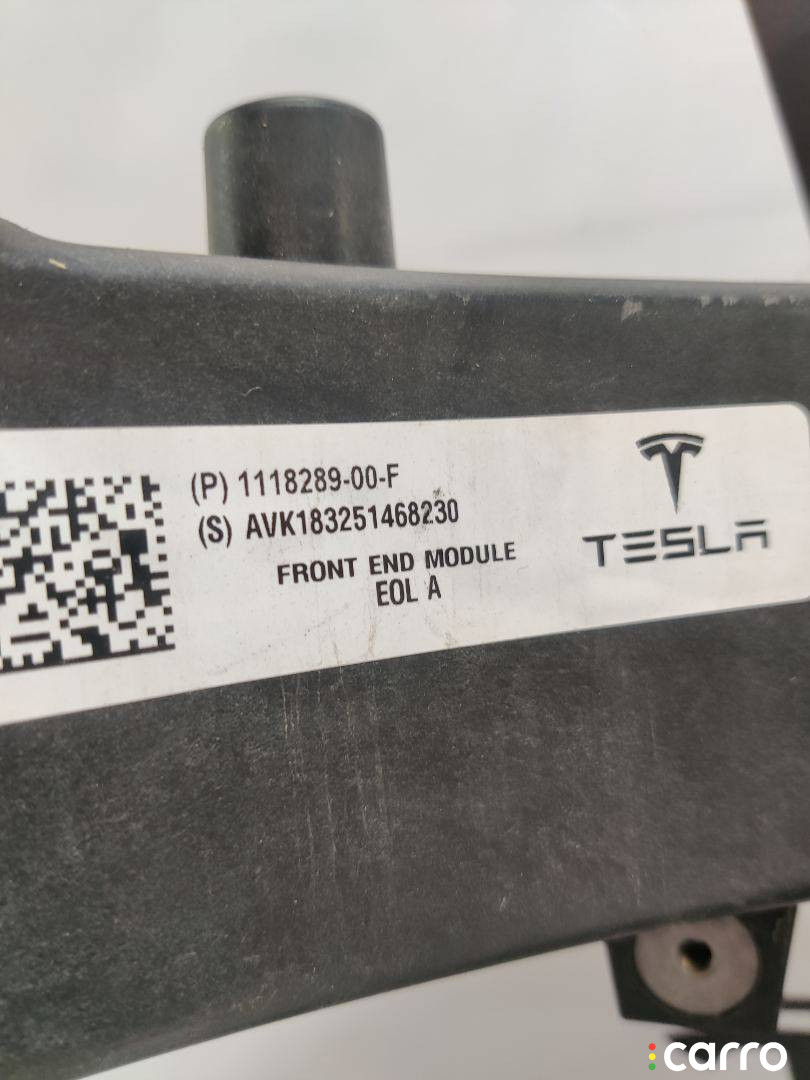 (P) 1118289-00-F
(S) AVK183251468230
FRONT END MODULE
EOL A
TESLA
carro